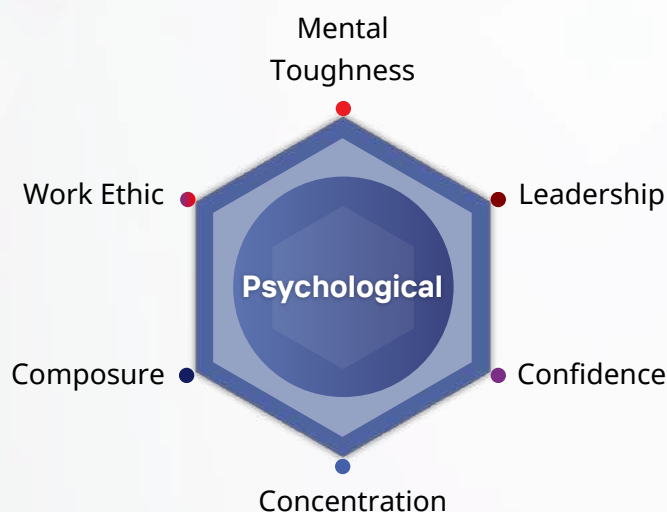 Mental
Toughness
Work Ethic
Leadership
Psychological
Composure
Confidence
Concentration